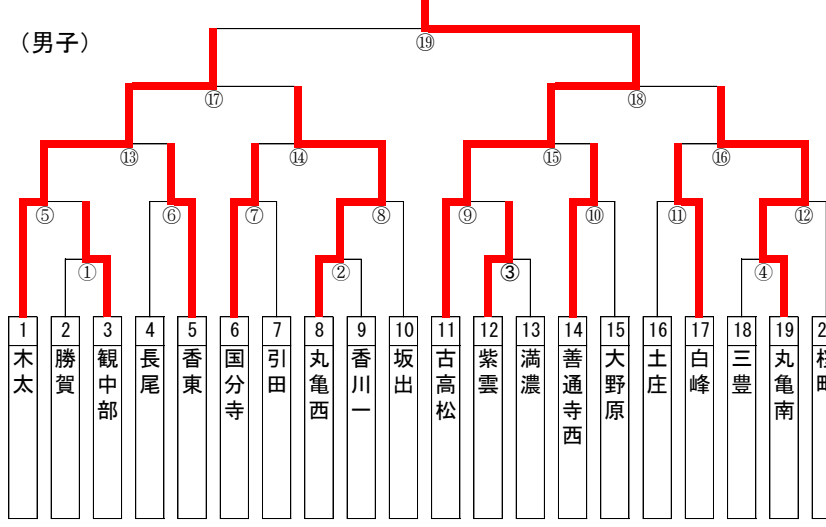 （男子）
⑲
⑰ ⑱
⑬ ⑭ ⑮ ⑯
⑤ ⑥ ⑦ ⑧ ⑨ ⑩ ⑪ ⑫
① ② ③ ④
1 2 3 4 5 6 7 8 9 10 11 12 13 14 15 16 17 18 19
木太
勝賀
観中部
長尾
香東
国分寺
引田
丸亀西
香川一
坂出
古高松
紫雲
満濃
善通寺西
大野原
土庄
白峰
三豊
丸亀南